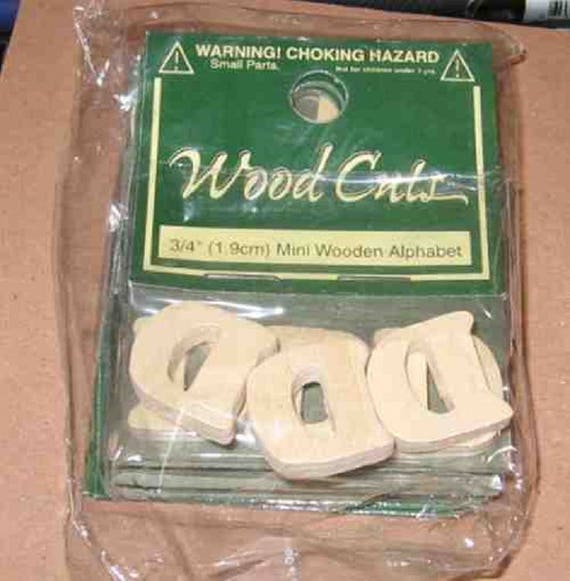 WARNING! CHOKING HAZARD
Small Parts. Not for children under 3 yrs.
Wood Cuts
3/4" (1.9cm) Mini Wooden Alphabet